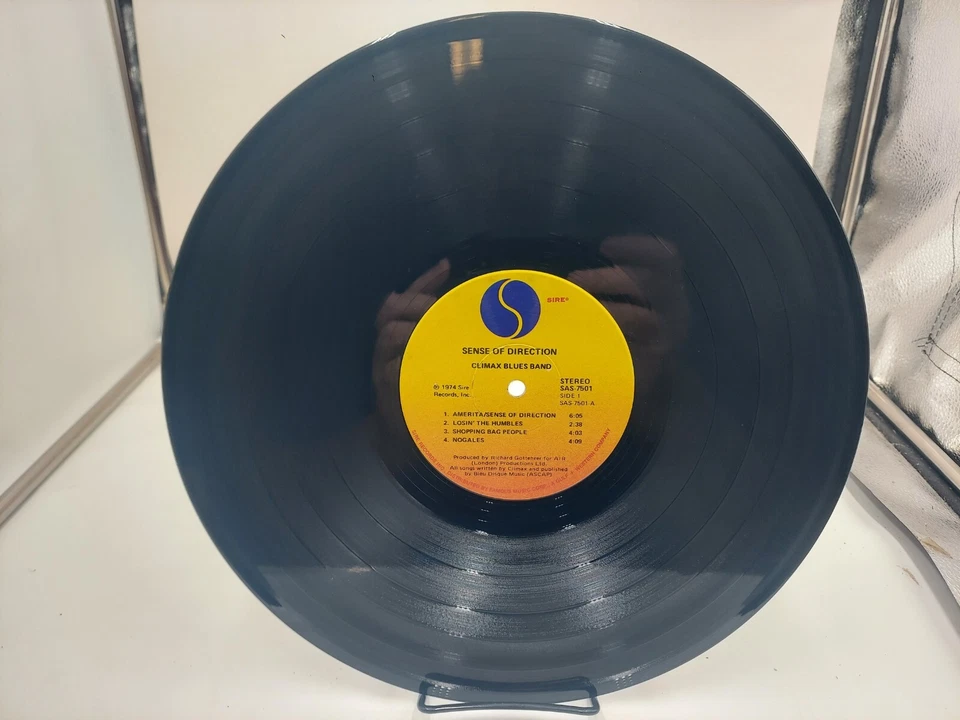 SIRE®
SENSE OF DIRECTION
CLIMAX BLUES BAND
℗ 1974 Sire
Records, Inc.
STEREO
SAS-7501
SIDE 1
SAS 7501 A
1. AMERITA/SENSE OF DIRECTION 6:05
2. LOSIN' THE HUMBLES 2:38
3. SHOPPING BAG PEOPLE 4:03
4. NOGALES 4:09
Produced by Richard Gottehrer for AIR
(London) Productions Ltd.
All songs written by Climax and published
by Bleu Disque Music (ASCAP)